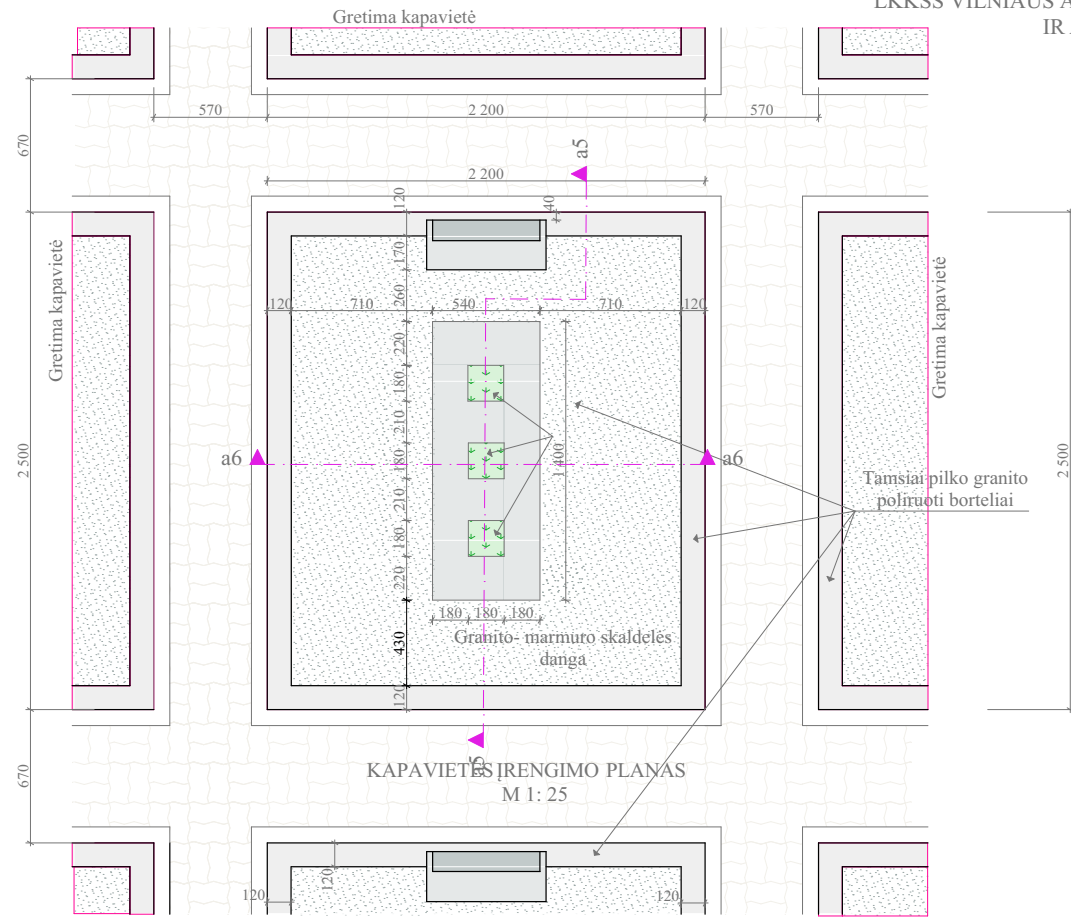 LKKSS VILNIAUS A
IR
Gretima kapavietė
570
2 200
570
670
a5
2 200
120
40
170
Gretima kapavietė
Gretima kapavietė
260
120
710
540
710
120
220
180
210
180
210
180
220
1 400
2 500
2 500
a6
a6
Tamsiai pilko granito
poliruoti borteliai
180
180
180
430
Granito- marmuro skaldelės
danga
120
a5
670
KAPAVIETĖS ĮRENGIMO PLANAS
M 1: 25
120
120
120